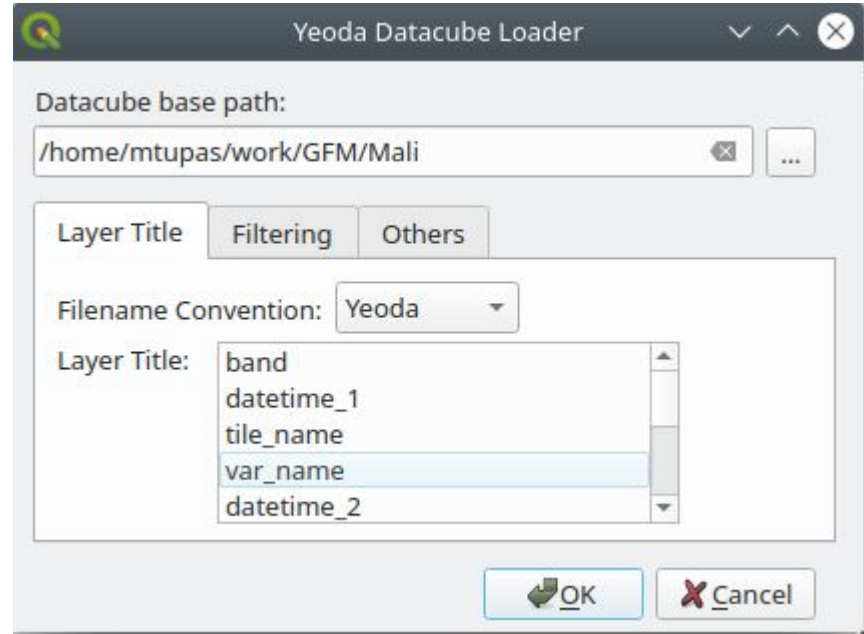 Yeoda Datacube Loader
Datacube base path:
/home/mtupas/work/GFM/Mali
...
Layer Title Filtering Others
Filename Convention: Yeoda
Layer Title:
band
datetime_1
tile_name
var_name
datetime_2
OK Cancel